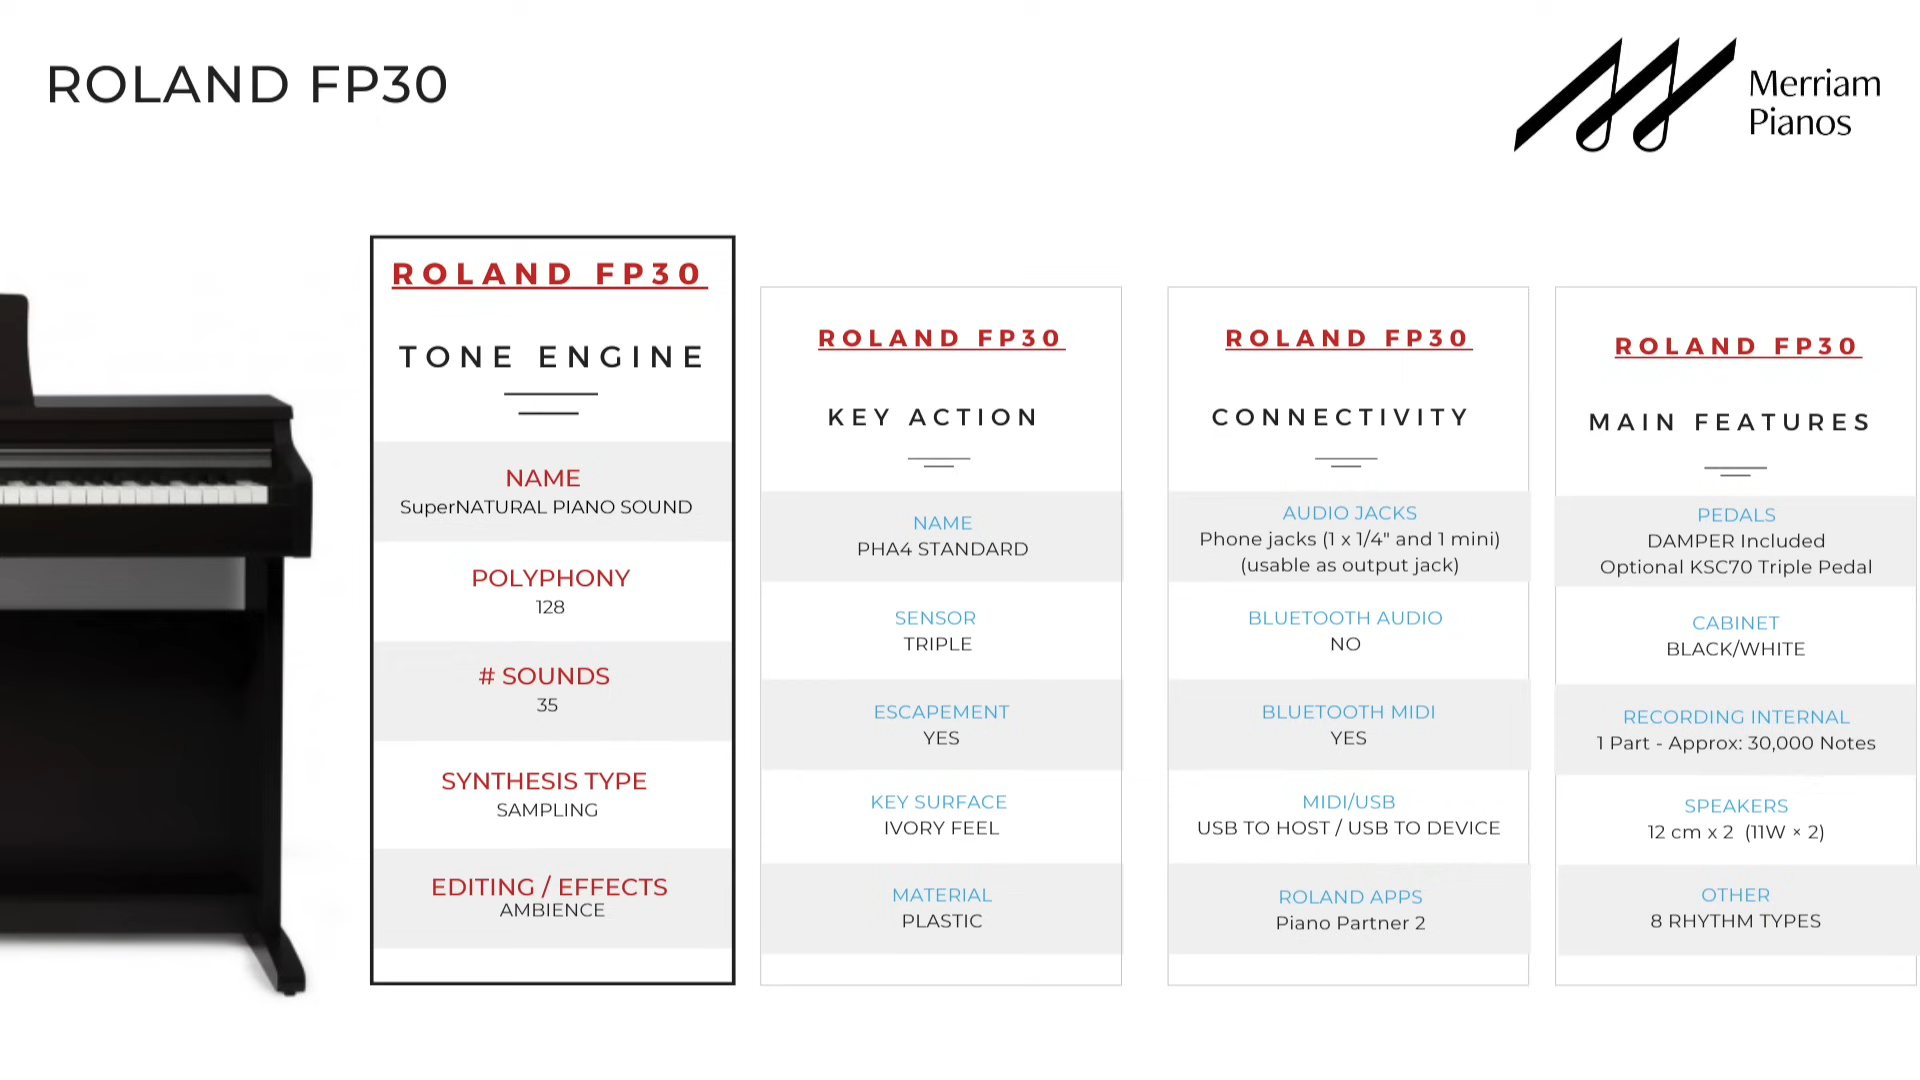 ROLAND FP30
Merriam
Pianos
ROLAND FP30
TONE ENGINE
NAME
SuperNATURAL PIANO SOUND
POLYPHONY
128
# SOUNDS
35
SYNTHESIS TYPE
SAMPLING
EDITING / EFFECTS
AMBIENCE
ROLAND FP30
KEY ACTION
NAME
PHA4 STANDARD
SENSOR
TRIPLE
ESCAPEMENT
YES
KEY SURFACE
IVORY FEEL
MATERIAL
PLASTIC
ROLAND FP30
CONNECTIVITY
AUDIO JACKS
Phone jacks (1 x 1/4" and 1 mini)
(usable as output jack)
BLUETOOTH AUDIO
NO
BLUETOOTH MIDI
YES
MIDI/USB
USB TO HOST / USB TO DEVICE
ROLAND APPS
Piano Partner 2
ROLAND FP30
MAIN FEATURES
PEDALS
DAMPER Included
Optional KSC70 Triple Pedal
CABINET
BLACK/WHITE
RECORDING INTERNAL
1 Part - Approx: 30,000 Notes
SPEAKERS
12 cm x 2 (11W × 2)
OTHER
8 RHYTHM TYPES